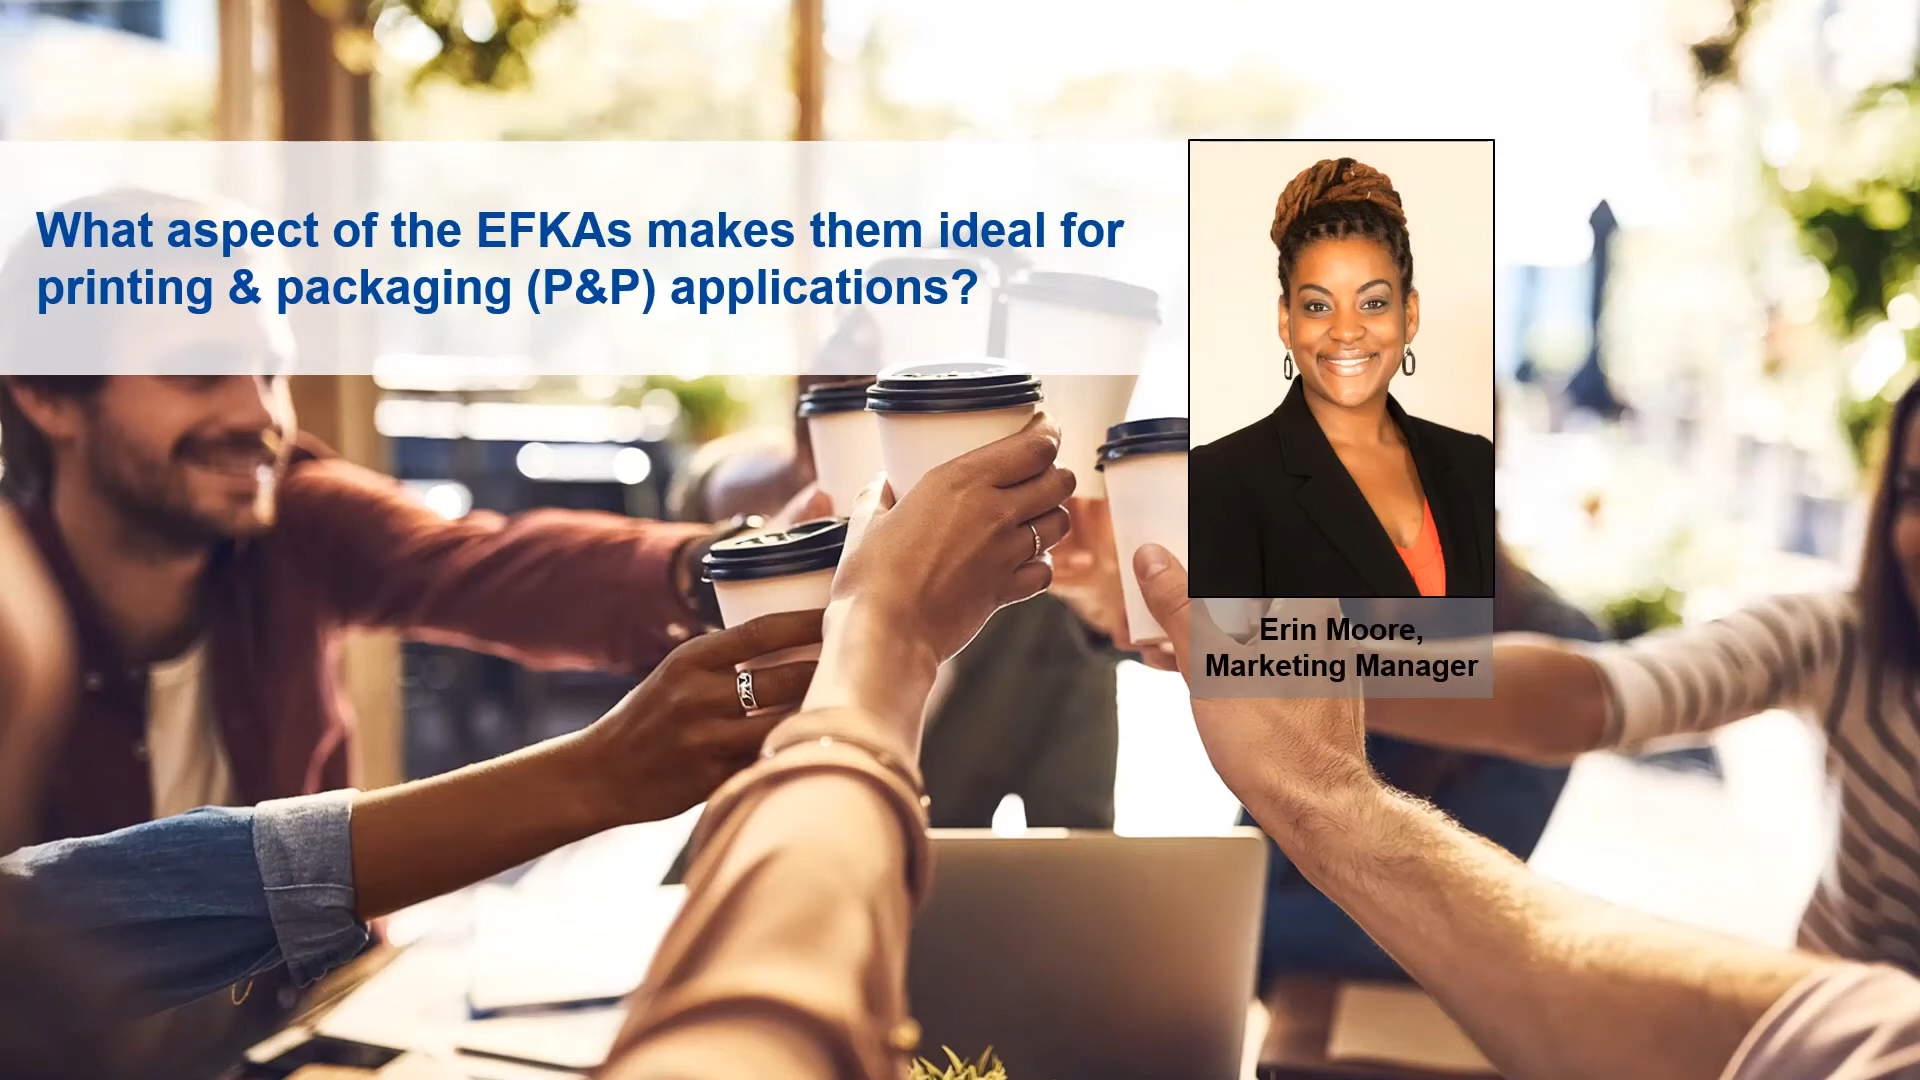 What aspect of the EFKAs makes them ideal for
printing & packaging (P&P) applications?
Erin Moore,
Marketing Manager